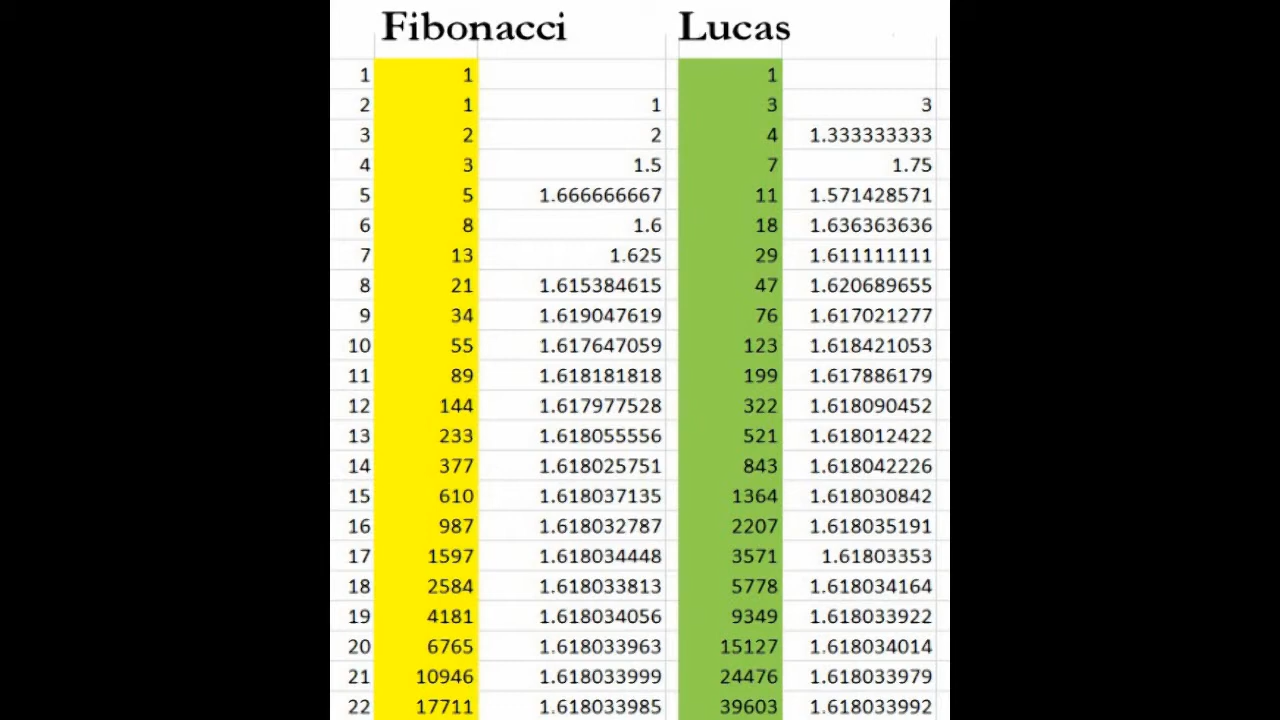 Fibonacci Lucas
1 1 1
2 1 1 3 3
3 2 2 4 1.333333333
4 3 1.5 7 1.75
5 5 1.666666667 11 1.571428571
6 8 1.6 18 1.636363636
7 13 1.625 29 1.611111111
8 21 1.615384615 47 1.620689655
9 34 1.619047619 76 1.617021277
10 55 1.617647059 123 1.618421053
11 89 1.618181818 199 1.617886179
12 144 1.617977528 322 1.618090452
13 233 1.618055556 521 1.618012422
14 377 1.618025751 843 1.618042226
15 610 1.618037135 1364 1.618030842
16 987 1.618032787 2207 1.618035191
17 1597 1.618034448 3571 1.61803353
18 2584 1.618033813 5778 1.618034164
19 4181 1.618034056 9349 1.618033922
20 6765 1.618033963 15127 1.618034014
21 10946 1.618033999 24476 1.618033979
22 17711 1.618033985 39603 1.618033992